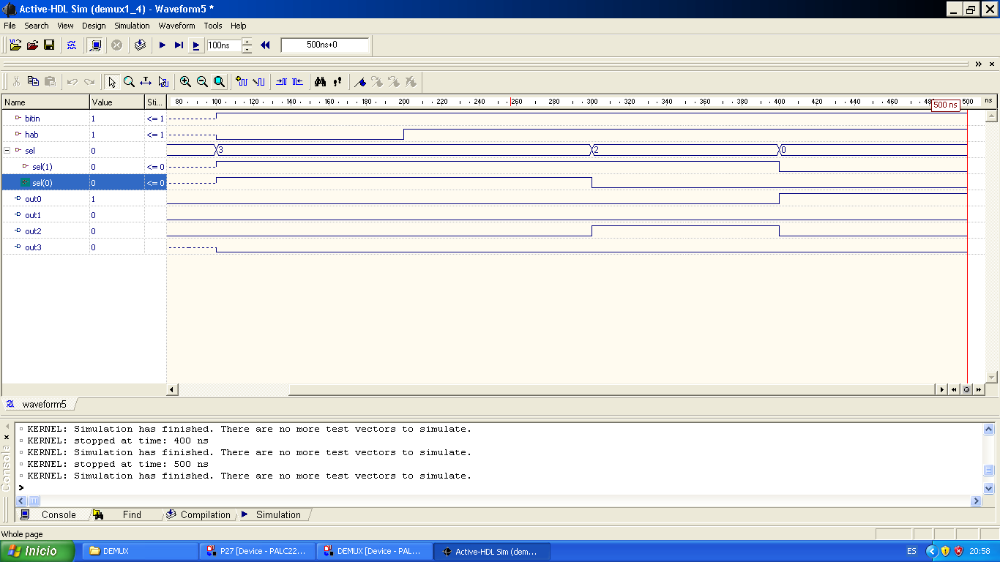 Active-HDL Sim (demux1_4) - Waveform5 *
File Search View Design Simulation Waveform Tools Help
100ns 500ns+0
Name Value Sti... 80 100 120 140 160 180 200 220 240 260 280 300 320 340 360 380 400 420 440 460 500 ns
500 ns
bitin 1 <= 1
hab 1 <= 1
sel 0 3 2 0
sel(1) 0 <= 0
sel(0) 0 <= 0
out0 1
out1 0
out2 0
out3 0
waveform5
KERNEL: Simulation has finished. There are no more test vectors to simulate.
KERNEL: stopped at time: 400 ns
KERNEL: Simulation has finished. There are no more test vectors to simulate.
KERNEL: stopped at time: 500 ns
KERNEL: Simulation has finished. There are no more test vectors to simulate.
>
Consola
Console Find Compilation Simulation
Whole page
Inicio DEMUX P27 [Device - PALC22... DEMUX [Device - PAL... Active-HDL Sim (dem... ES 20:58